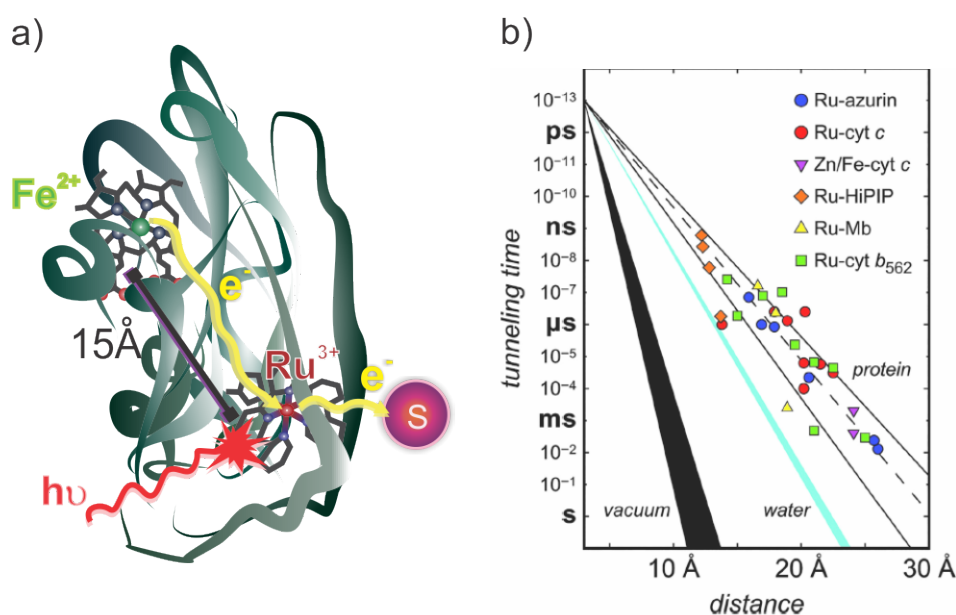 a)
Fe²⁺
e⁻
15Å
Ru³⁺
e⁻
S
hυ
b)
10⁻¹³
ps
10⁻¹¹
10⁻¹⁰
ns
10⁻⁸
10⁻⁷
µs
10⁻⁵
10⁻⁴
ms
10⁻²
10⁻¹
s
tunneling time
Ru-azurin
Ru-cyt c
Zn/Fe-cyt c
Ru-HiPIP
Ru-Mb
Ru-cyt b₅₆₂
protein
vacuum
water
10 Å 20 Å 30 Å
distance